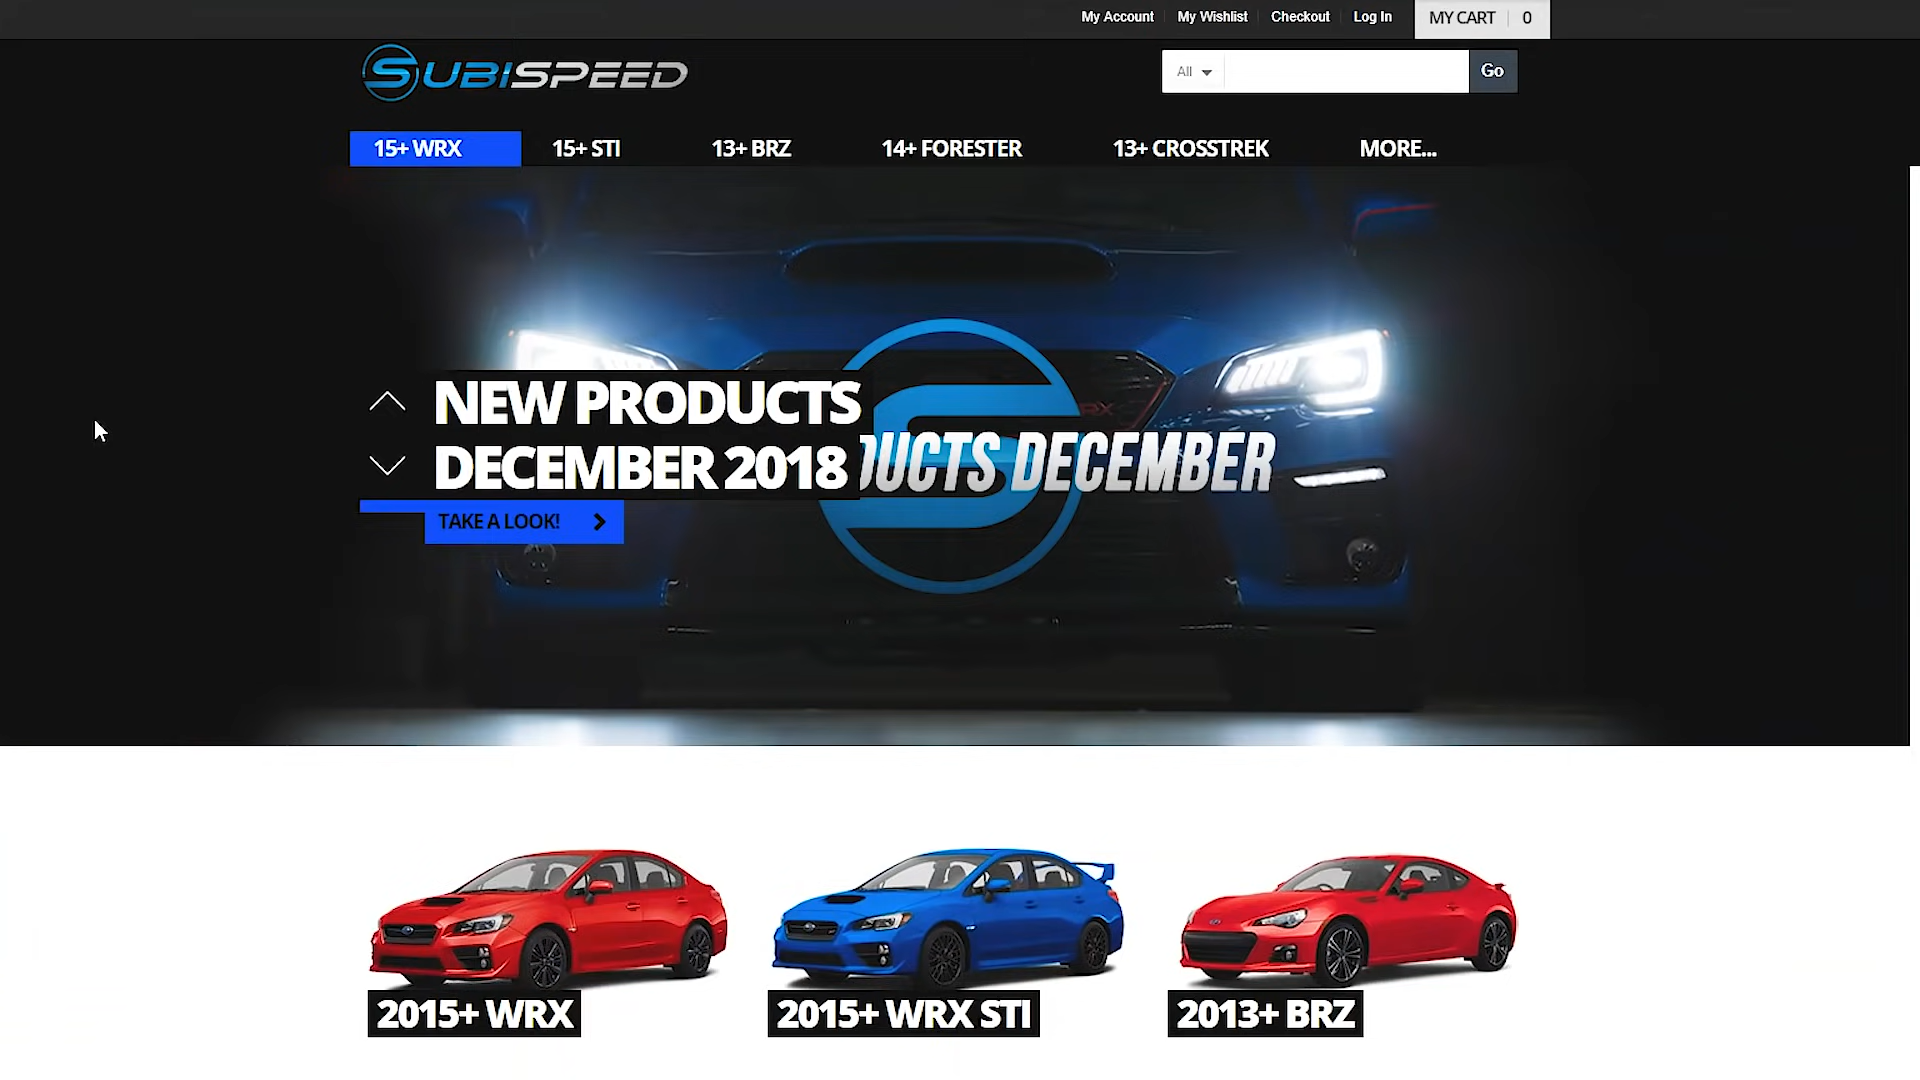 My Account
My Wishlist
Checkout
Log In
MY CART
0
SUBISPEED
All
Go
15+ WRX
15+ STI
13+ BRZ
14+ FORESTER
13+ CROSSTREK
MORE...
NEW PRODUCTS
DECEMBER 2018
DUCTS DECEMBER
TAKE A LOOK!
2015+ WRX
2015+ WRX STI
2013+ BRZ